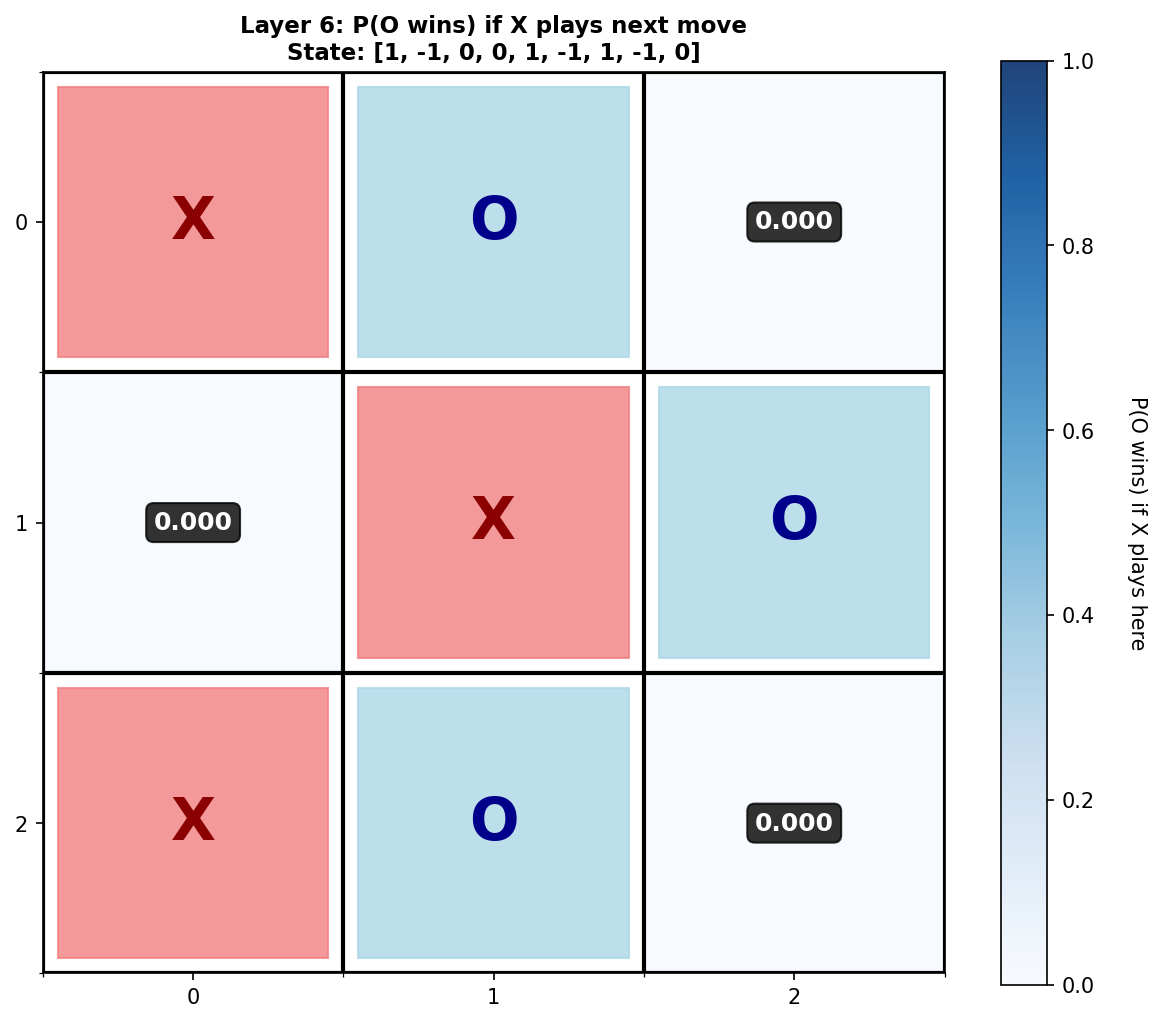 Layer 6: P(O wins) if X plays next move
State: [1, -1, 0, 0, 1, -1, 1, -1, 0]
X O 0.000
0.000 X O
X O 0.000
0
1
2
0 1 2
1.0
0.8
0.6
0.4
0.2
0.0
P(O wins) if X plays here